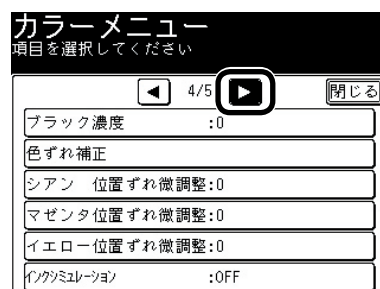 カラーメニュー
項目を選択してください
◀ 4/5 ▶ 閉じる
ブラック濃度 :0
色ずれ補正
シアン 位置ずれ微調整:0
マゼンタ位置ずれ微調整:0
イエロー位置ずれ微調整:0
インクシミュレーション :OFF